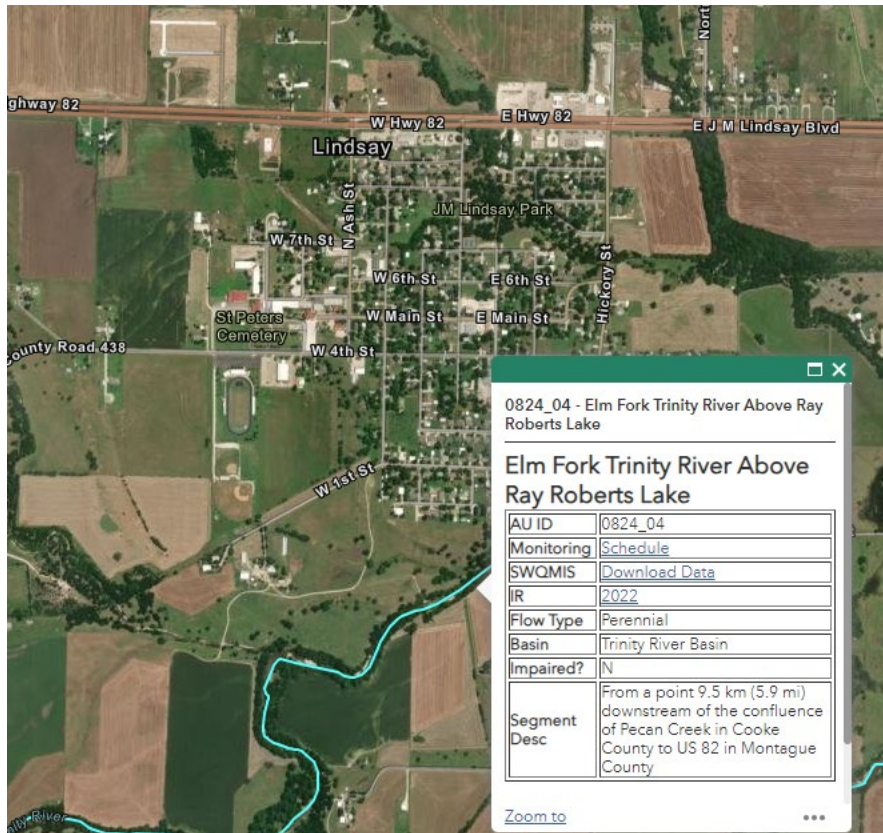 ighway 82
Nort
W Hwy 82
E Hwy 82
E J M Lindsay Blvd
Lindsay
N Ash St
JM Lindsay Park
W 7th St
Hickory St
W 6th St
E 6th St
St Peters
Cemetery
W Main St
E Main St
County Road 438
W 4th St
W 1st St
nity River
0824_04 - Elm Fork Trinity River Above Ray
Roberts Lake
Elm Fork Trinity River Above
Ray Roberts Lake
AU ID 0824_04
Monitoring Schedule
SWQMIS Download Data
IR 2022
Flow Type Perennial
Basin Trinity River Basin
Impaired? N
Segment
Desc
From a point 9.5 km (5.9 mi)
downstream of the confluence
of Pecan Creek in Cooke
County to US 82 in Montague
County
Zoom to